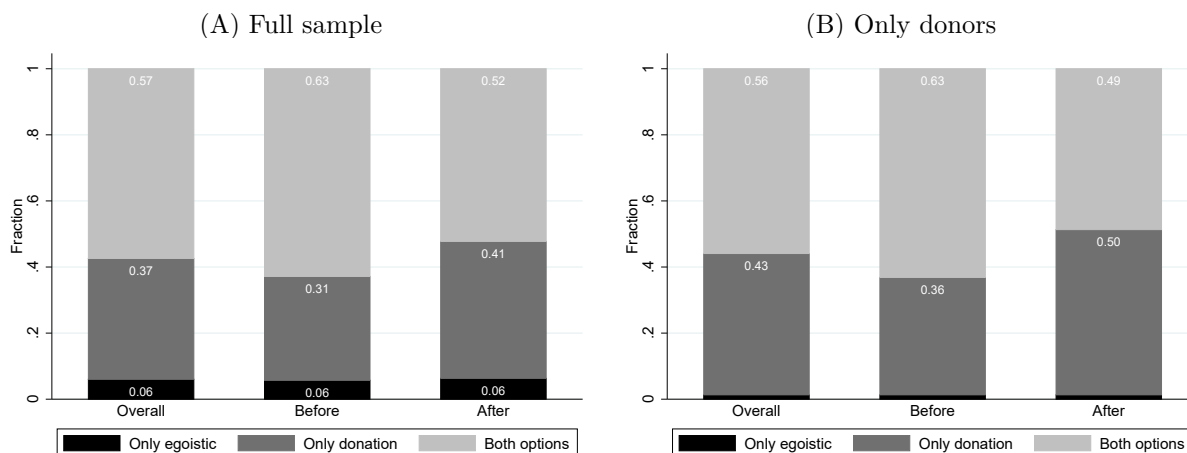 (A) Full sample
Fraction
0 .2 .4 .6 .8 1
0.57 0.63 0.52
0.37 0.31 0.41
0.06 0.06 0.06
Overall Before After
Only egoistic Only donation Both options
(B) Only donors
Fraction
0 .2 .4 .6 .8 1
0.56 0.63 0.49
0.43 0.36 0.50
Overall Before After
Only egoistic Only donation Both options